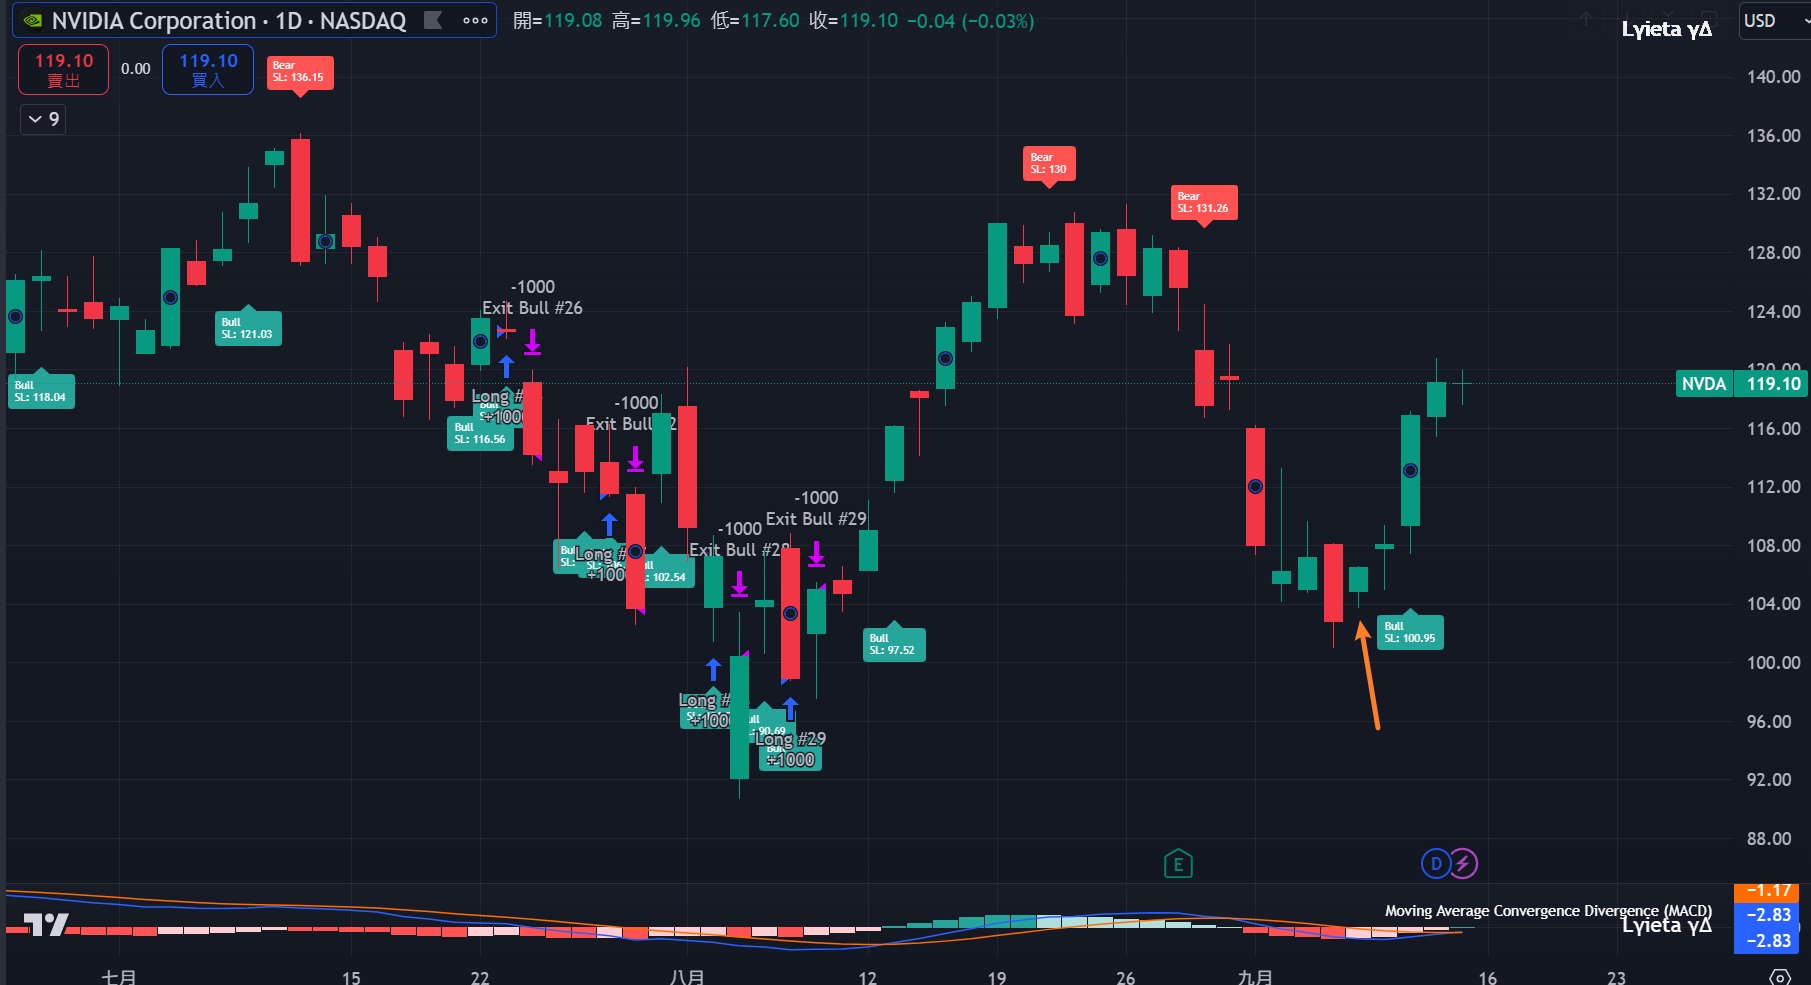 NVIDIA Corporation · 1D · NASDAQ
開=119.08 高=119.96 低=117.60 收=119.10 −0.04 (−0.03%)
Lyieta γΔ
USD
119.10
賣出
0.00
119.10
買入
9
Bear
SL: 136.15
Bear
SL: 130
Bear
SL: 131.26
Bull
SL: 118.04
Bull
SL: 121.03
-1000
Exit Bull #26
Long #
+1000
Bull
SL: 116.56
-1000
Exit Bull
Long #
+1000
102.54
-1000
Exit Bull #28
Long #
+1000
90.69
-1000
Exit Bull #29
Long #29
+1000
Bull
SL: 97.52
Bull
SL: 100.95
140.00
136.00
132.00
128.00
124.00
120.00
NVDA 119.10
116.00
112.00
108.00
104.00
100.00
96.00
92.00
88.00
E
D
Moving Average Convergence Divergence (MACD)
Lyieta γΔ
−1.17
−2.83
−2.83
七月 15 22 八月 12 19 26 九月 16 23